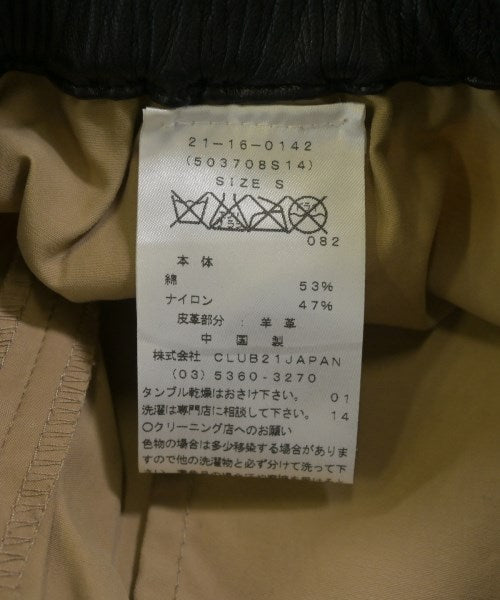 21-16-0142
(503708S14)
SIZE S
082
本体
綿 53%
ナイロン 47%
皮革部分：羊革
中国製
株式会社 CLUB21JAPAN
(03) 5360-3270
タンブル乾燥はおさけ下さい。 01
洗濯は専門店に相談して下さい。 14
○クリーニング店へのお願い
色物の場合は多少移染する場合がありま
すので他の洗濯物と必ず分けて洗って下